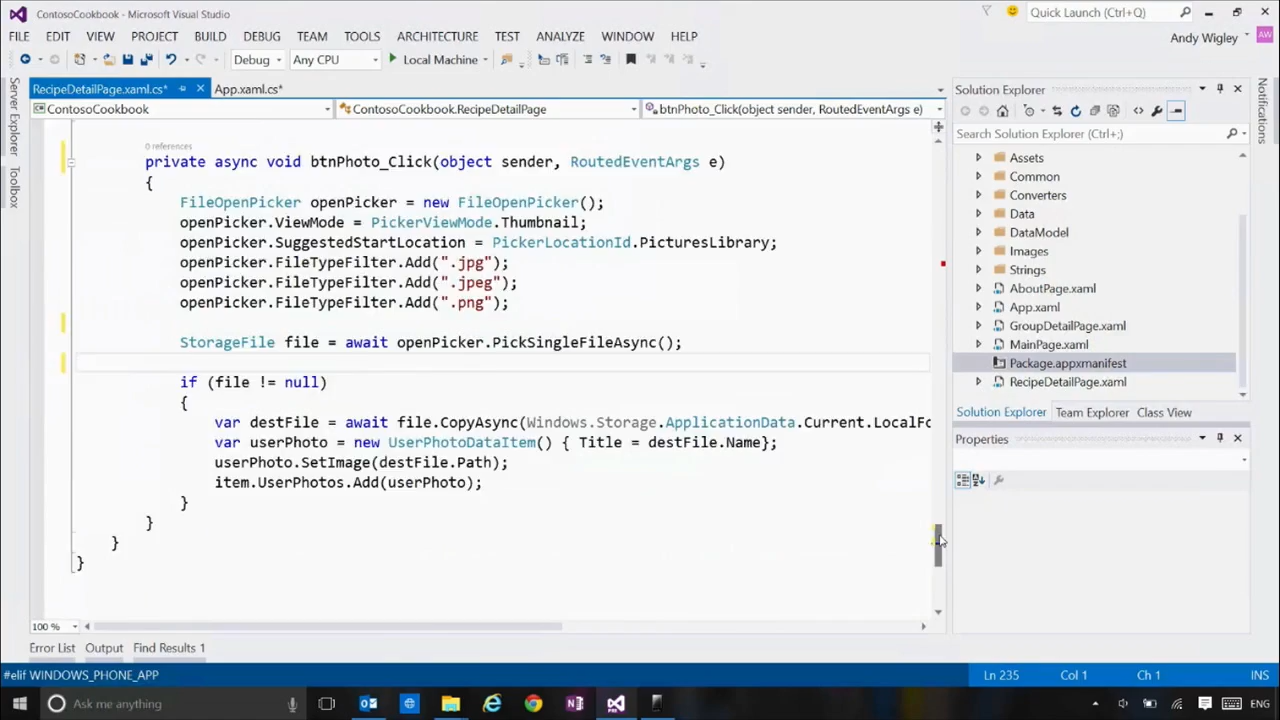 ContosoCookbook - Microsoft Visual Studio
Quick Launch (Ctrl+Q)
FILE EDIT VIEW PROJECT BUILD DEBUG TEAM TOOLS ARCHITECTURE TEST ANALYZE WINDOW HELP
Andy Wigley AW
Debug Any CPU Local Machine
Server Explorer
Toolbox
Notifications
RecipeDetailPage.xaml.cs* App.xaml.cs*
ContosoCookbook ContosoCookbook.RecipeDetailPage btnPhoto_Click(object sender, RoutedEventArgs e)
0 references
private async void btnPhoto_Click(object sender, RoutedEventArgs e)
{
FileOpenPicker openPicker = new FileOpenPicker();
openPicker.ViewMode = PickerViewMode.Thumbnail;
openPicker.SuggestedStartLocation = PickerLocationId.PicturesLibrary;
openPicker.FileTypeFilter.Add(".jpg");
openPicker.FileTypeFilter.Add(".jpeg");
openPicker.FileTypeFilter.Add(".png");
StorageFile file = await openPicker.PickSingleFileAsync();
if (file != null)
{
var destFile = await file.CopyAsync(Windows.Storage.ApplicationData.Current.LocalFo
var userPhoto = new UserPhotoDataItem() { Title = destFile.Name};
userPhoto.SetImage(destFile.Path);
item.UserPhotos.Add(userPhoto);
}
}
}
}
100 %
Solution Explorer
Search Solution Explorer (Ctrl+;)
Assets
Common
Converters
Data
DataModel
Images
Strings
AboutPage.xaml
App.xaml
GroupDetailPage.xaml
MainPage.xaml
Package.appxmanifest
RecipeDetailPage.xaml
Solution Explorer Team Explorer Class View
Properties
Error List Output Find Results 1
#elif WINDOWS_PHONE_APP Ln 235 Col 1 Ch 1 INS
Ask me anything
ENG